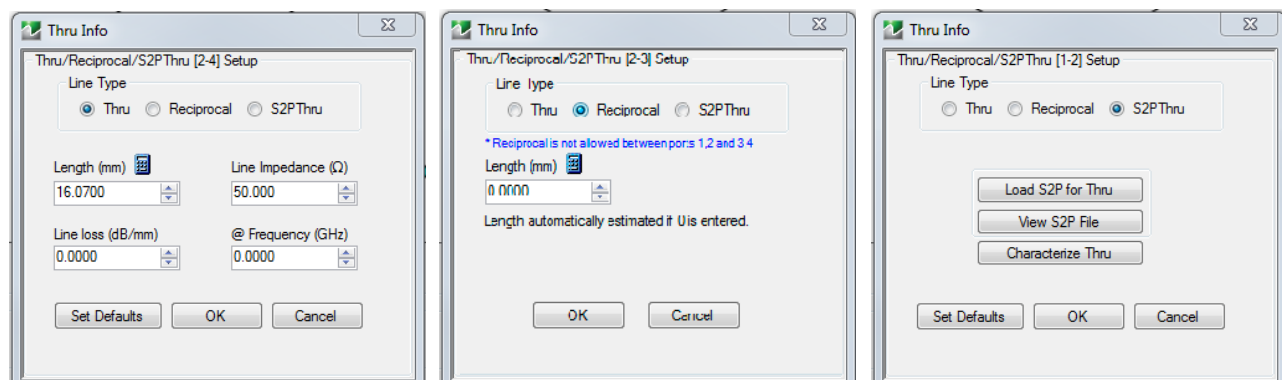 Thru Info
Thru/Reciprocal/S2PThru [2-4] Setup
Line Type
Thru Reciprocal S2PThru
Length (mm) Line Impedance (Ω)
16.0700 50.000
Line loss (dB/mm) @ Frequency (GHz)
0.0000 0.0000
Set Defaults OK Cancel
Thru Info
Thru/Reciprocal/S2PThru [2-3] Setup
Line Type
Thru Reciprocal S2PThru
* Reciprocal is not allowed between ports 1,2 and 3 4
Length (mm)
0.0000
Length automatically estimated if 0 is entered.
OK Cancel
Thru Info
Thru/Reciprocal/S2PThru [1-2] Setup
Line Type
Thru Reciprocal S2PThru
Load S2P for Thru
View S2P File
Characterize Thru
Set Defaults OK Cancel